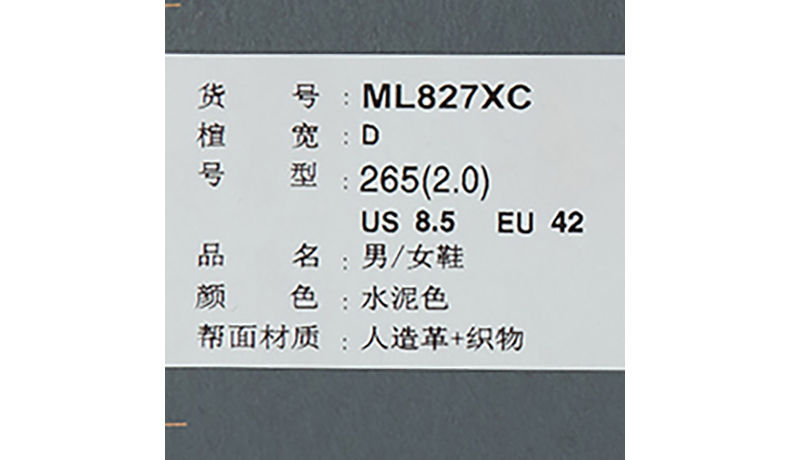 货 号 : ML827XC
楦 宽 : D
号 型 : 265(2.0)
US 8.5 EU 42
品 名 : 男/女鞋
颜 色 : 水泥色
帮面材质 : 人造革+织物